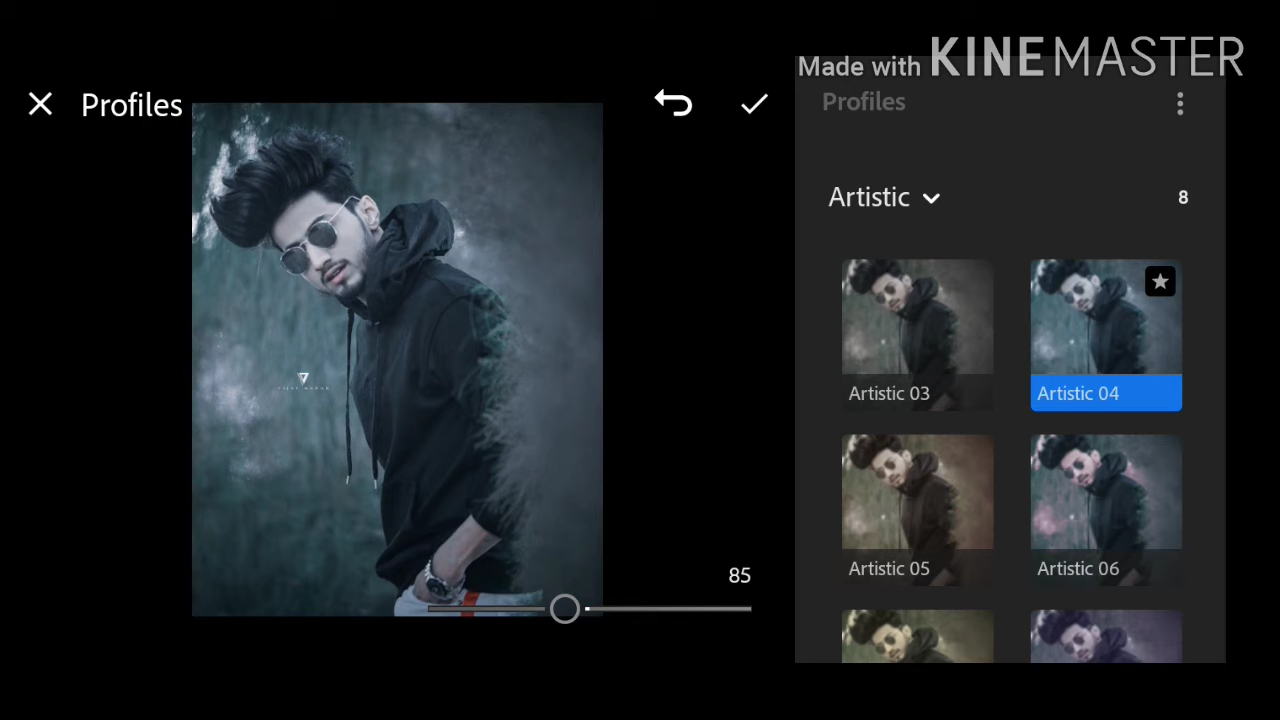 Made with KINEMASTER
Profiles
Profiles
Artistic
8
Artistic 03
Artistic 04
Artistic 05
Artistic 06
85